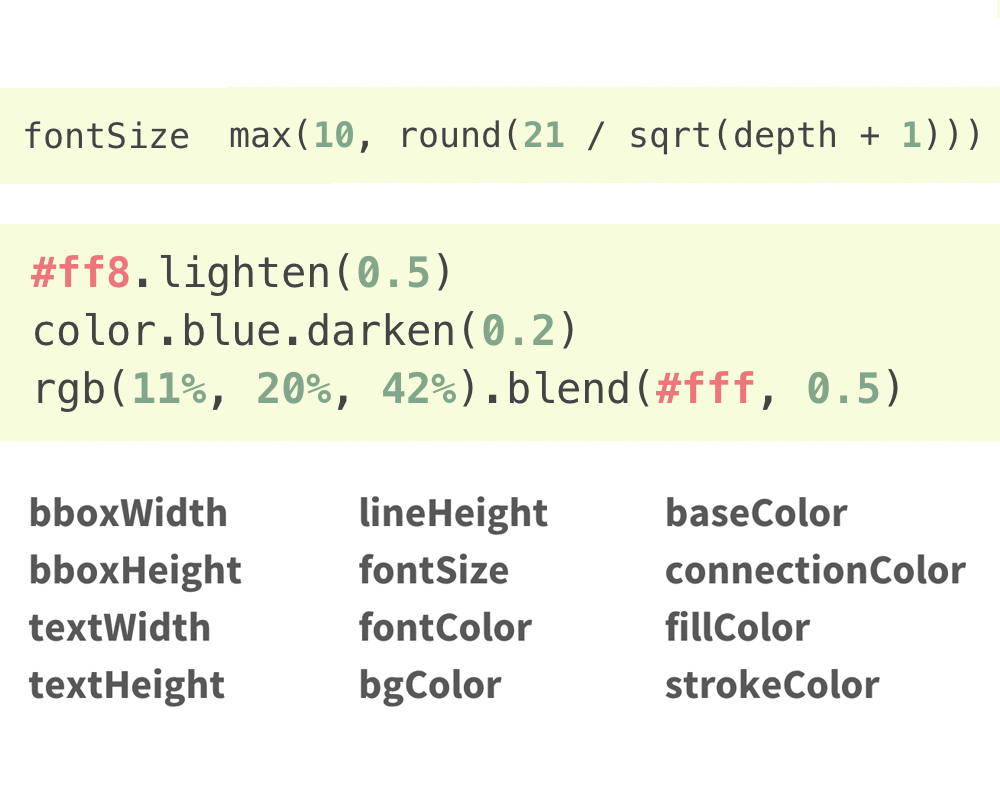 fontSize max(10, round(21 / sqrt(depth + 1)))
#ff8.lighten(0.5)
color.blue.darken(0.2)
rgb(11%, 20%, 42%).blend(#fff, 0.5)
bboxWidth lineHeight baseColor
bboxHeight fontSize connectionColor
textWidth fontColor fillColor
textHeight bgColor strokeColor